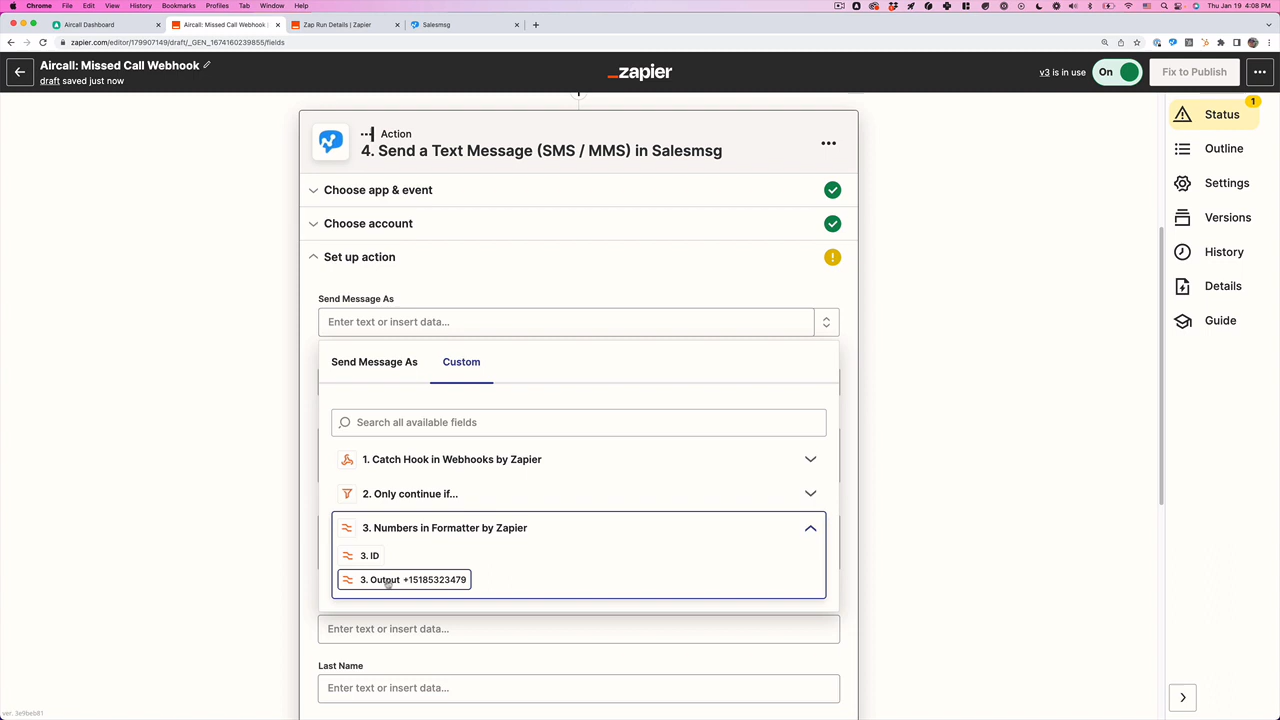 Chrome File Edit View History Bookmarks Profiles Tab Window Help
Thu Jan 19 4:08 PM
Aircall Dashboard
Aircall: Missed Call Webhook |
Zap Run Details | Zapier
Salesmsg
zapier.com/editor/179907149/draft/_GEN_1674160239855/fields
Aircall: Missed Call Webhook
draft saved just now
_zapier
v3 is in use
On
Fix to Publish
Action
4. Send a Text Message (SMS / MMS) in Salesmsg
Choose app & event
Choose account
Set up action
Send Message As
Enter text or insert data...
Send Message As
Custom
Search all available fields
1. Catch Hook in Webhooks by Zapier
2. Only continue if...
3. Numbers in Formatter by Zapier
3. ID
3. Output +15185323479
Enter text or insert data...
Last Name
Enter text or insert data...
1
Status
Outline
Settings
Versions
History
Details
Guide
ver. 3e9beb81